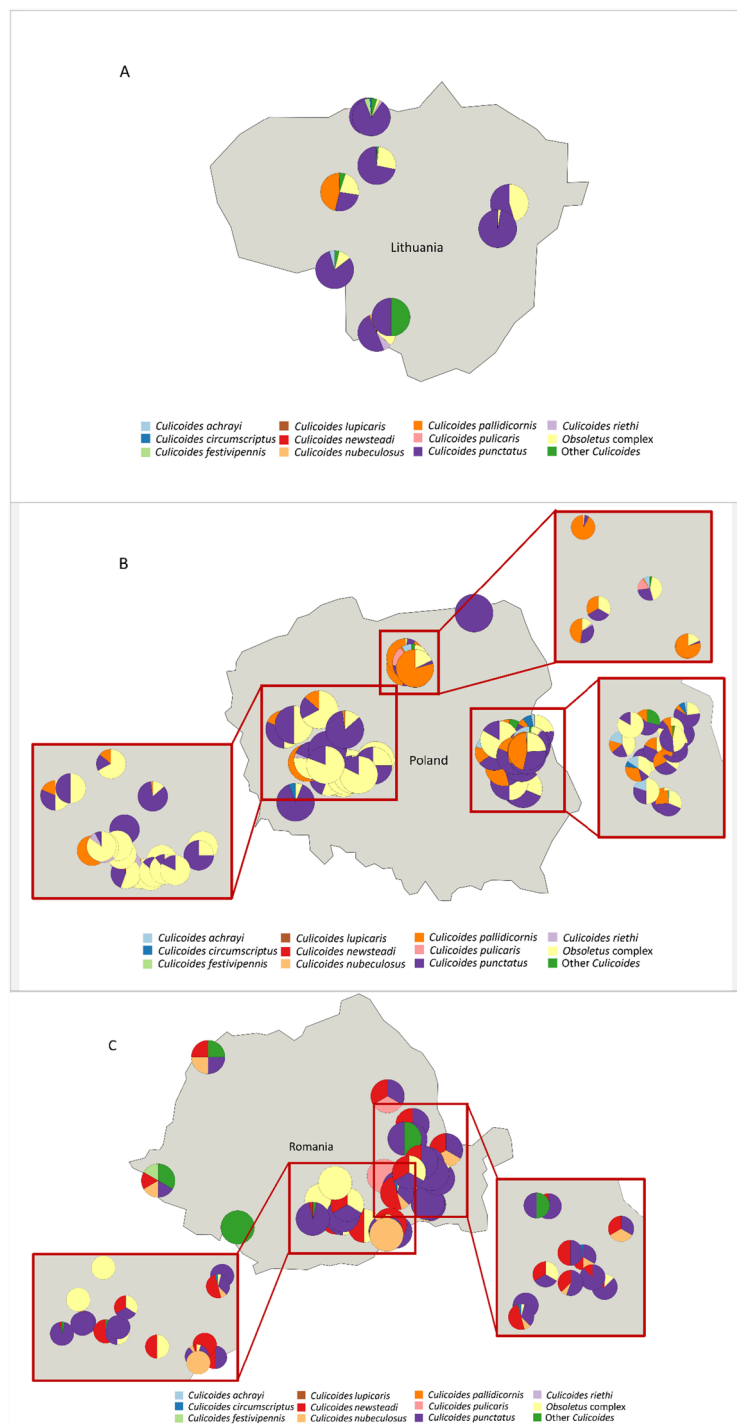 A
Lithuania
Culicoides achrayi Culicoides lupicaris Culicoides pallidicornis Culicoides riethi
Culicoides circumscriptus Culicoides newsteadi Culicoides pulicaris Obsoletus complex
Culicoides festivipennis Culicoides nubeculosus Culicoides punctatus Other Culicoides
B
Poland
Culicoides achrayi Culicoides lupicaris Culicoides pallidicornis Culicoides riethi
Culicoides circumscriptus Culicoides newsteadi Culicoides pulicaris Obsoletus complex
Culicoides festivipennis Culicoides nubeculosus Culicoides punctatus Other Culicoides
C
Romania
Culicoides achrayi Culicoides lupicaris Culicoides pallidicornis Culicoides riethi
Culicoides circumscriptus Culicoides newsteadi Culicoides pulicaris Obsoletus complex
Culicoides festivipennis Culicoides nubeculosus Culicoides punctatus Other Culicoides